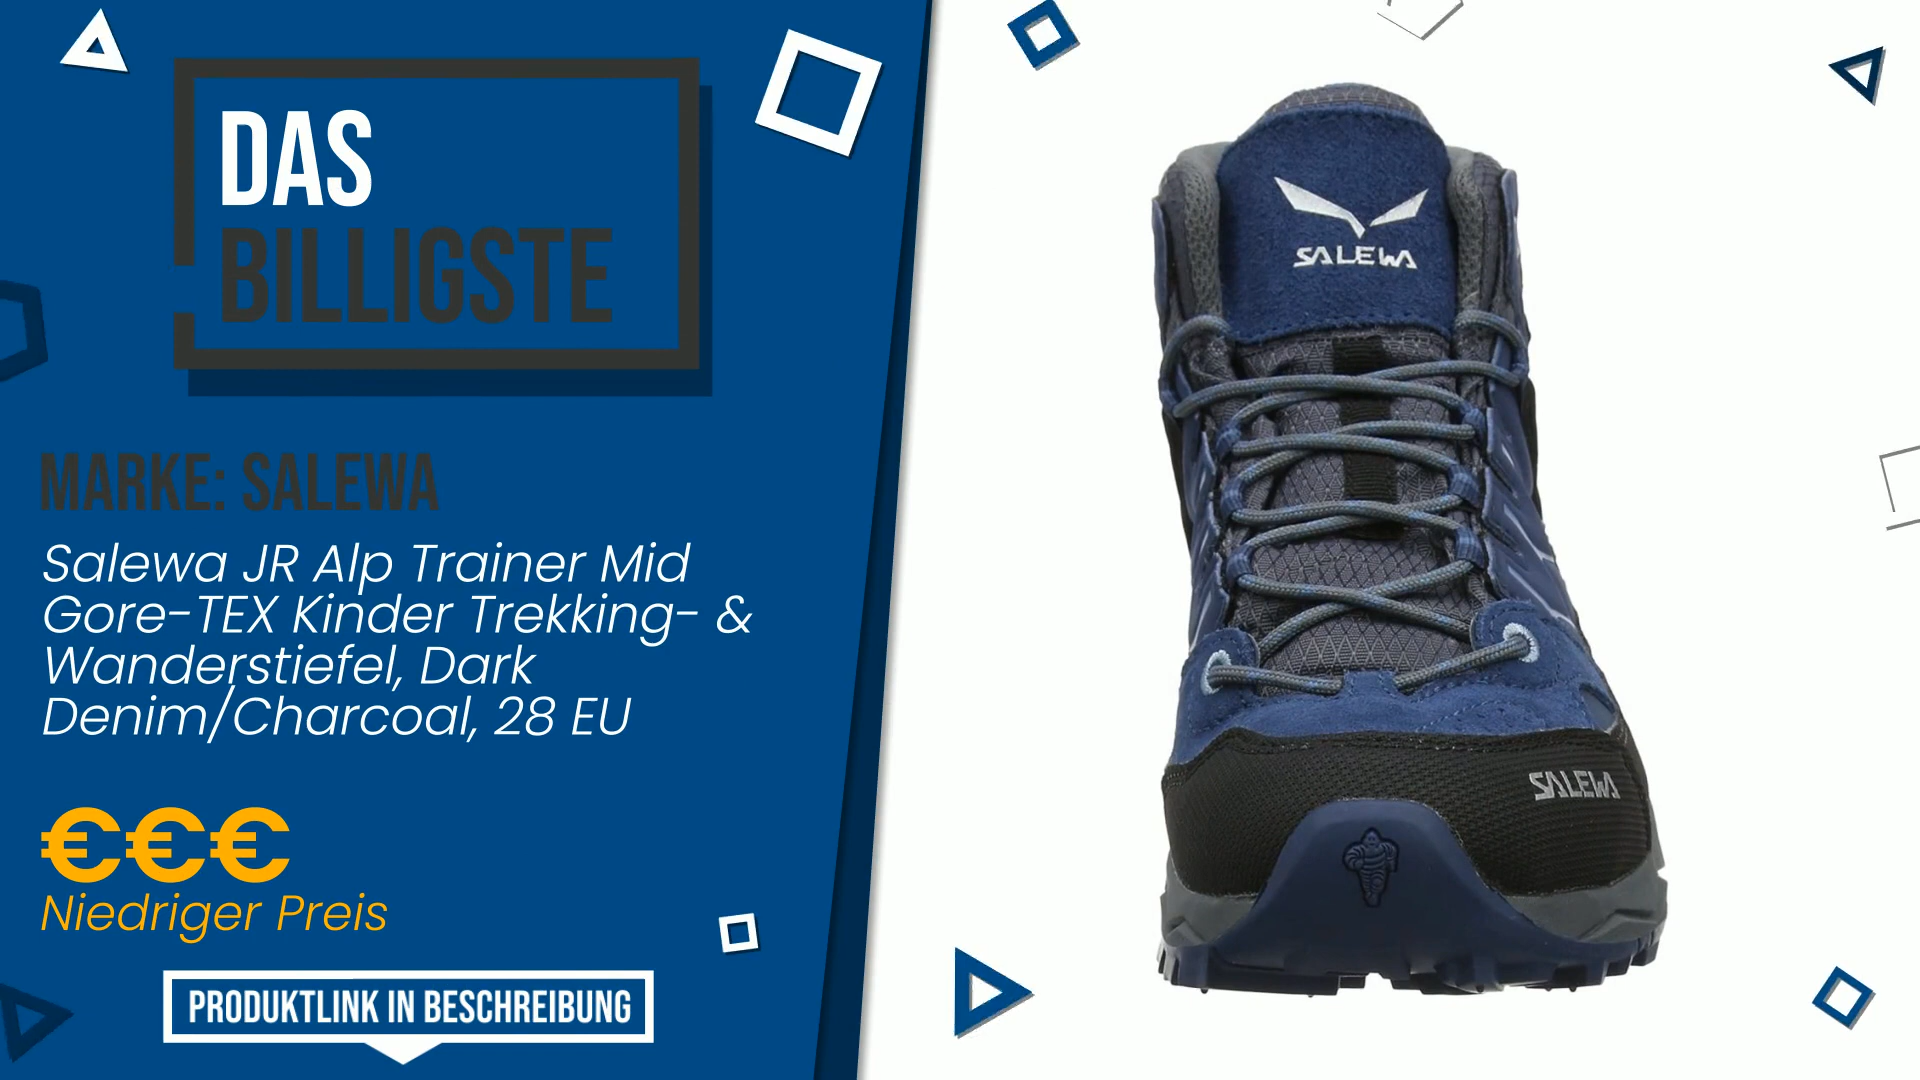 DAS
BILLIGSTE
MARKE: SALEWA
Salewa JR Alp Trainer Mid
Gore-TEX Kinder Trekking- &
Wanderstiefel, Dark
Denim/Charcoal, 28 EU
€€€
Niedriger Preis
PRODUKTLINK IN BESCHREIBUNG
SALEWA
SALEWA